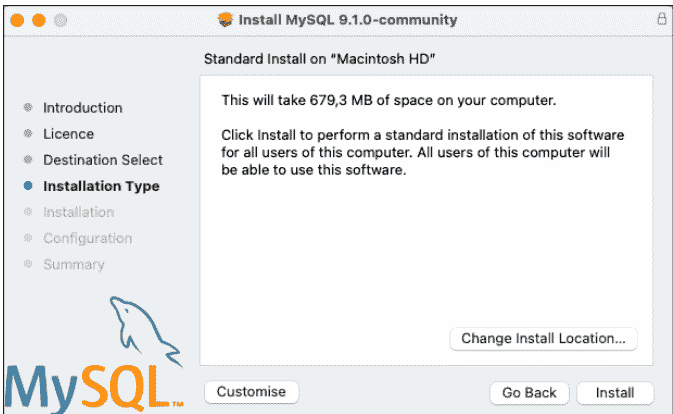 Install MySQL 9.1.0-community
Standard Install on “Macintosh HD”
Introduction
Licence
Destination Select
Installation Type
Installation
Configuration
Summary
This will take 679,3 MB of space on your computer.
Click Install to perform a standard installation of this software
for all users of this computer. All users of this computer will
be able to use this software.
Change Install Location...
MySQL™
Customise
Go Back
Install